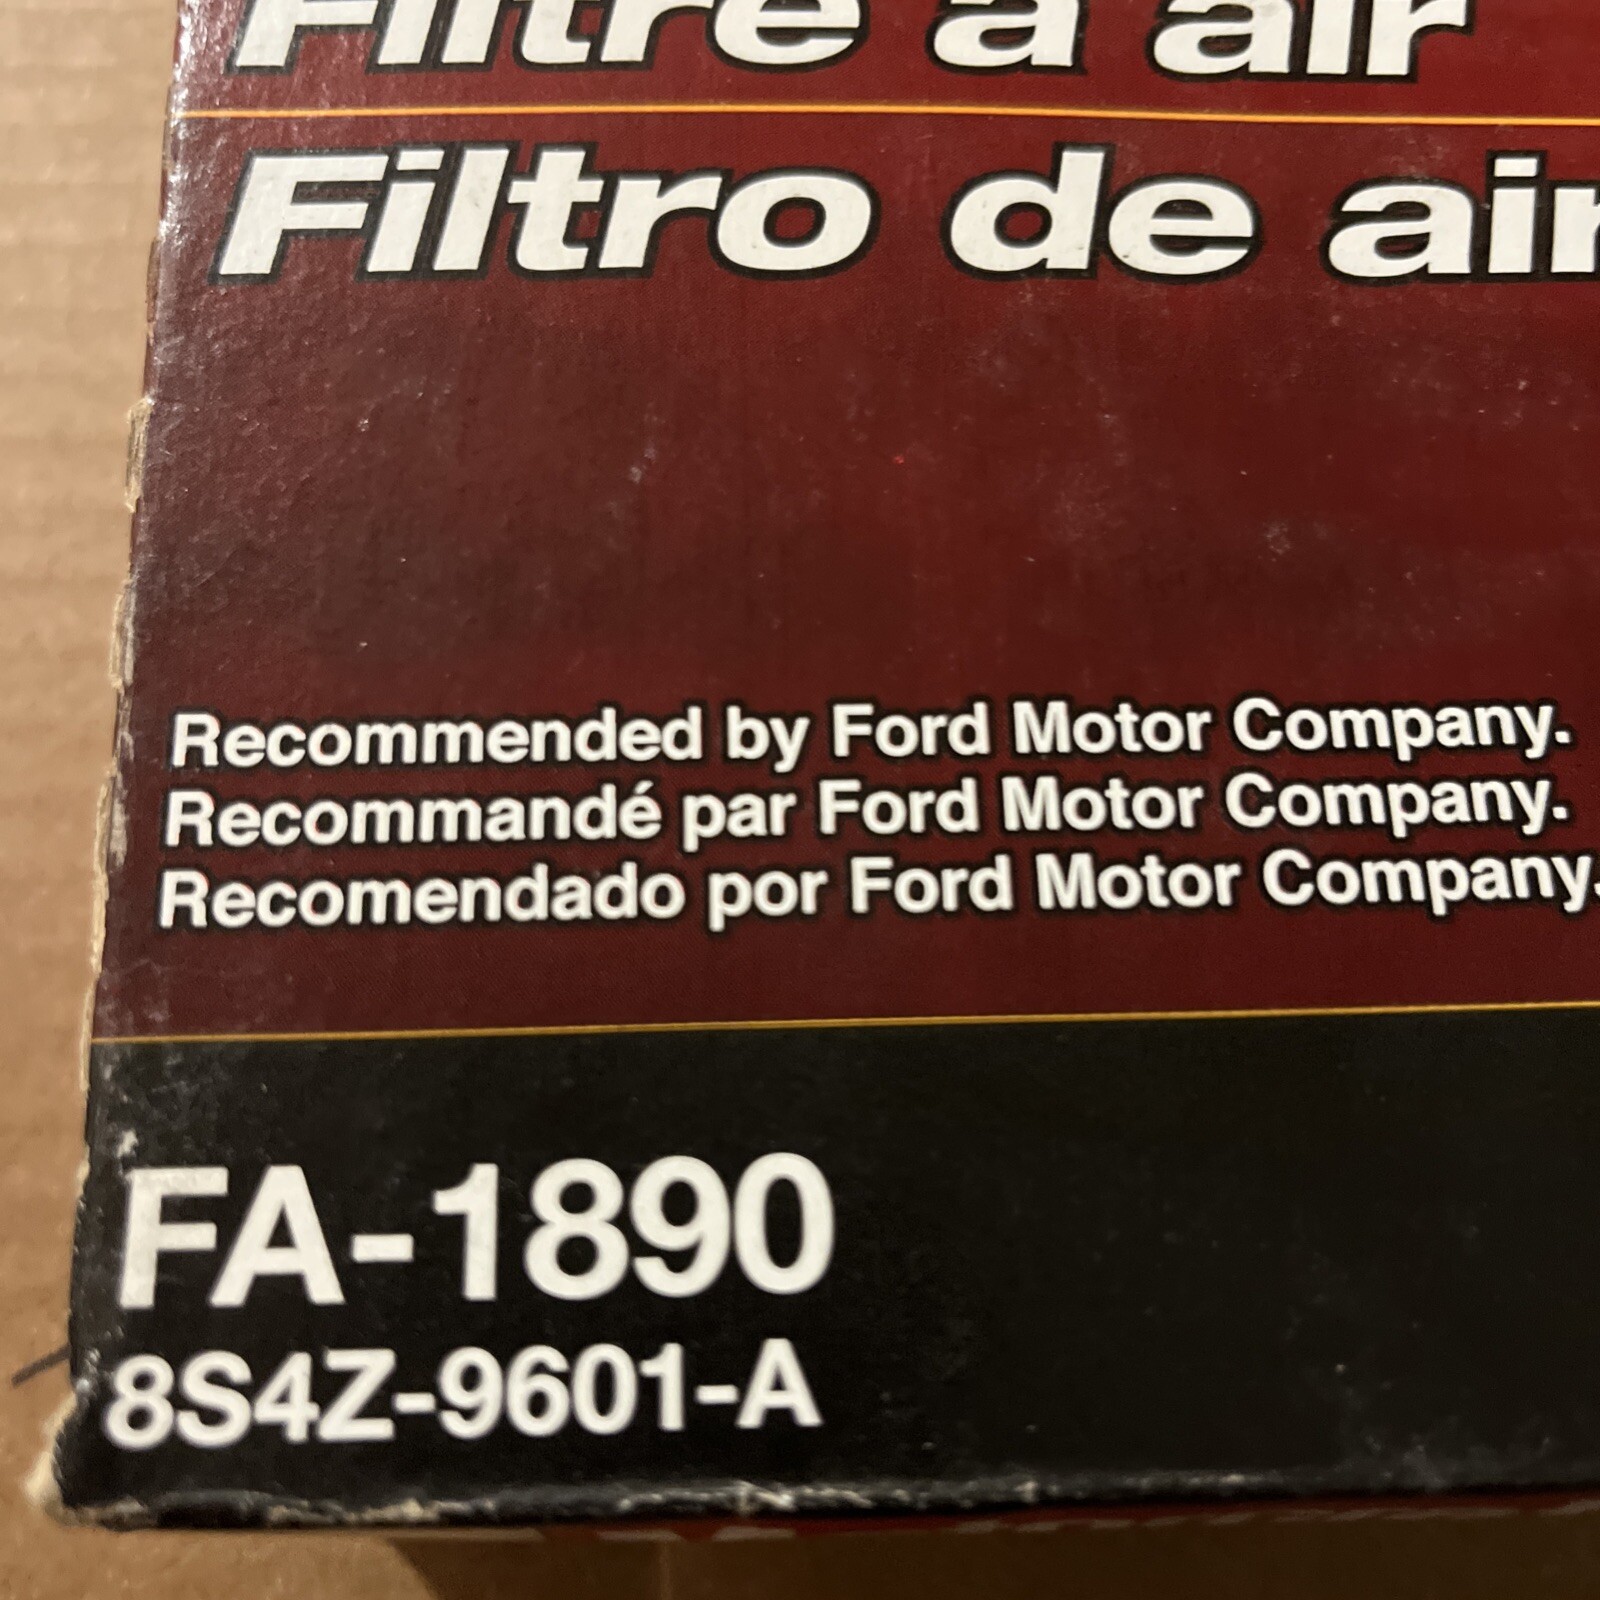 Filtre à air
Filtro de air
Recommended by Ford Motor Company.
Recommandé par Ford Motor Company.
Recomendado por Ford Motor Company.
FA-1890
8S4Z-9601-A